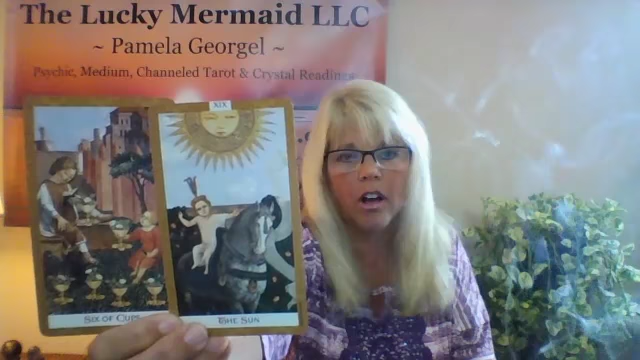 The Lucky Mermaid LLC
~ Pamela Georgel ~
Psychic, Medium, Channeled Tarot & Crystal Readings
XIX
SIX OF CUPS
THE SUN